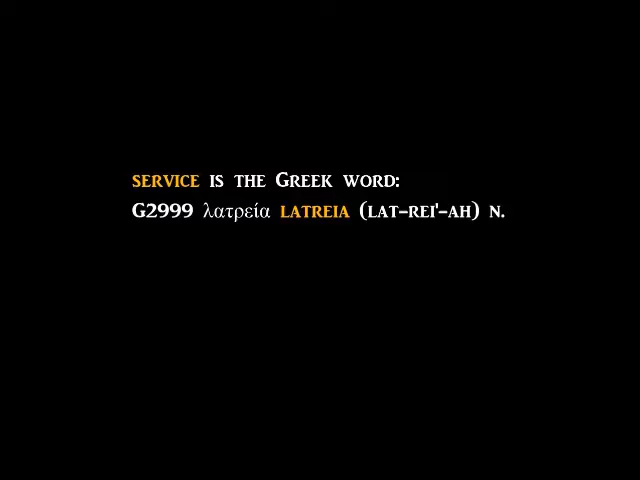 service is the Greek word:
G2999 λατρεία latreia (lat-rei'-ah) n.